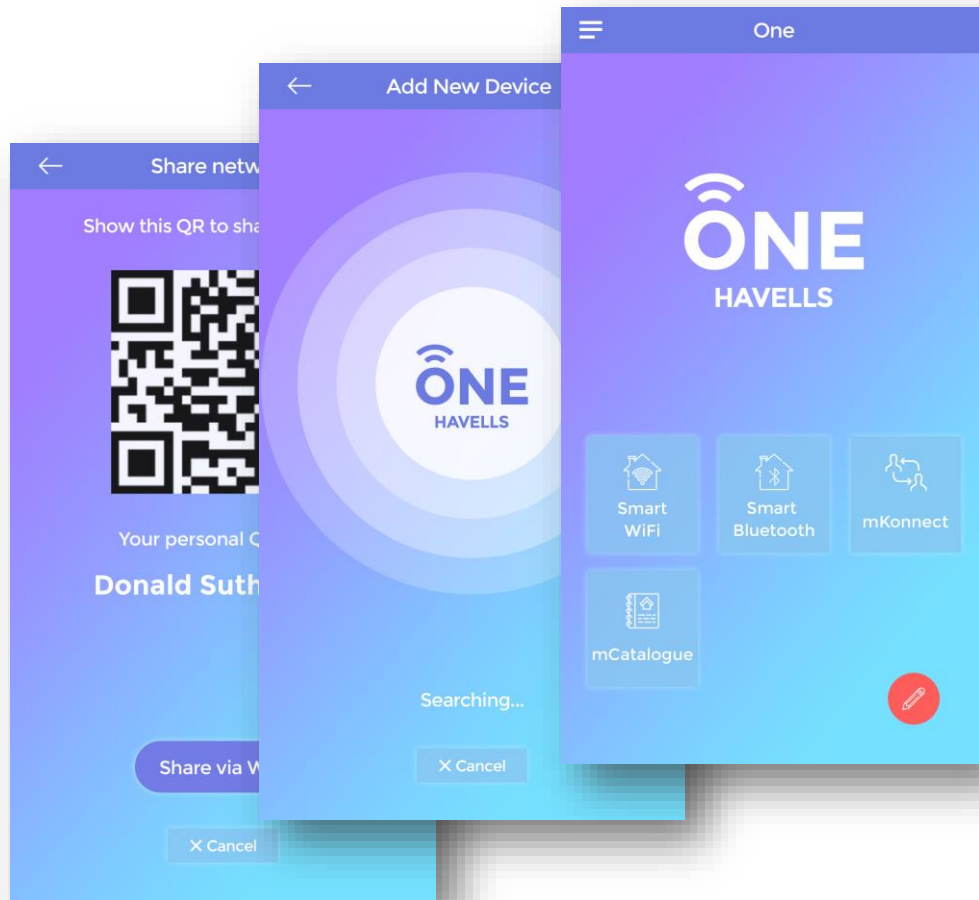 Share netw
Show this QR to sha
Your personal Q
Donald Suth
Share via W
X Cancel
Add New Device
ONE
HAVELLS
Searching...
X Cancel
One
ONE
HAVELLS
Smart
WiFi
Smart
Bluetooth
mKonnect
mCatalogue